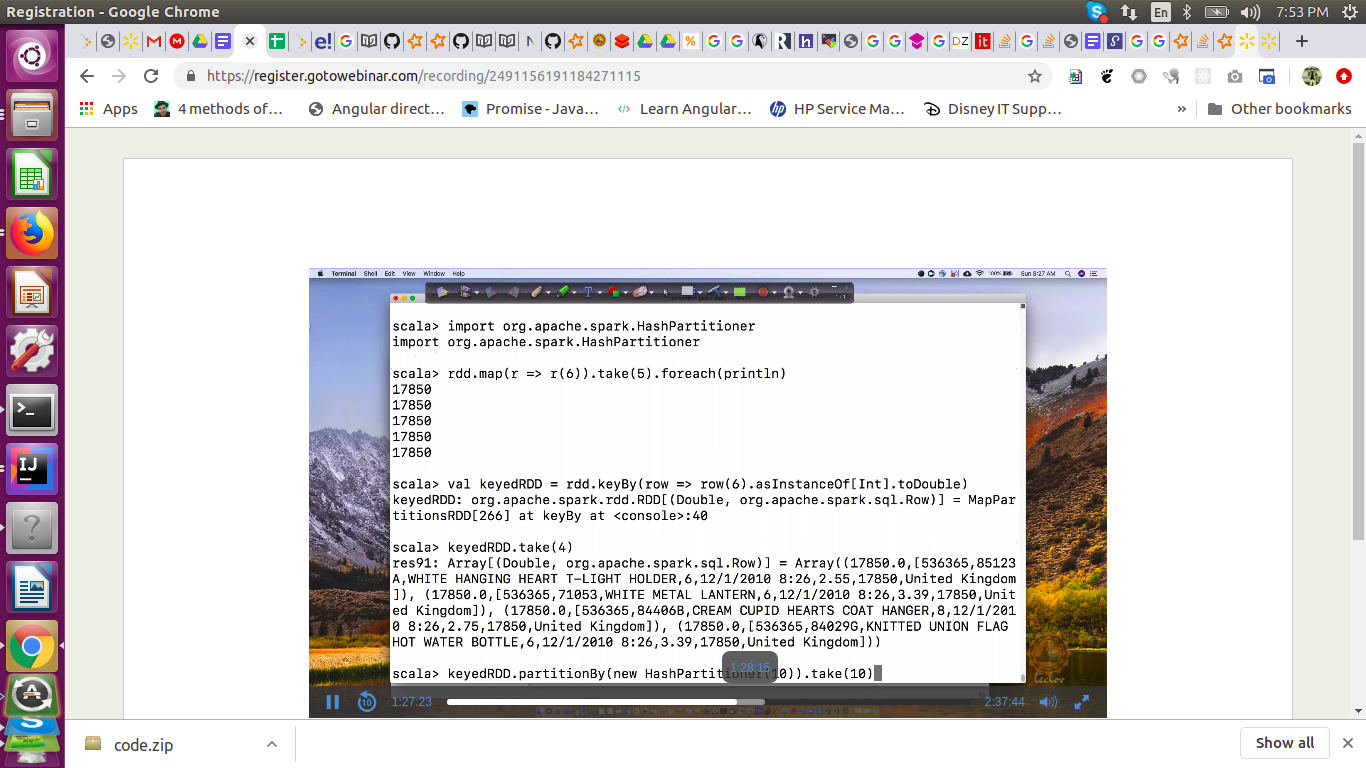 Registration - Google Chrome
En
7:53 PM
https://register.gotowebinar.com/recording/2491156191184271115
Apps
4 methods of…
Angular direct…
Promise - Java…
Learn Angular…
HP Service Ma…
Disney IT Supp…
»
Other bookmarks
Terminal Shell Edit View Window Help
100%
Sun 8:27 AM
scala> import org.apache.spark.HashPartitioner
import org.apache.spark.HashPartitioner
scala> rdd.map(r => r(6)).take(5).foreach(println)
17850
17850
17850
17850
17850
scala> val keyedRDD = rdd.keyBy(row => row(6).asInstanceOf[Int].toDouble)
keyedRDD: org.apache.spark.rdd.RDD[(Double, org.apache.spark.sql.Row)] = MapPar
titionsRDD[266] at keyBy at <console>:40
scala> keyedRDD.take(4)
res91: Array[(Double, org.apache.spark.sql.Row)] = Array((17850.0,[536365,85123
A,WHITE HANGING HEART T-LIGHT HOLDER,6,12/1/2010 8:26,2.55,17850,United Kingdom
]), (17850.0,[536365,71053,WHITE METAL LANTERN,6,12/1/2010 8:26,3.39,17850,Unit
ed Kingdom]), (17850.0,[536365,84406B,CREAM CUPID HEARTS COAT HANGER,8,12/1/201
0 8:26,2.75,17850,United Kingdom]), (17850.0,[536365,84029G,KNITTED UNION FLAG
HOT WATER BOTTLE,6,12/1/2010 8:26,3.39,17850,United Kingdom]))
scala> keyedRDD.partitionBy(new HashPartitioner(10)).take(10)
1:28:15
10
1:27:23
2:37:44
code.zip
Show all